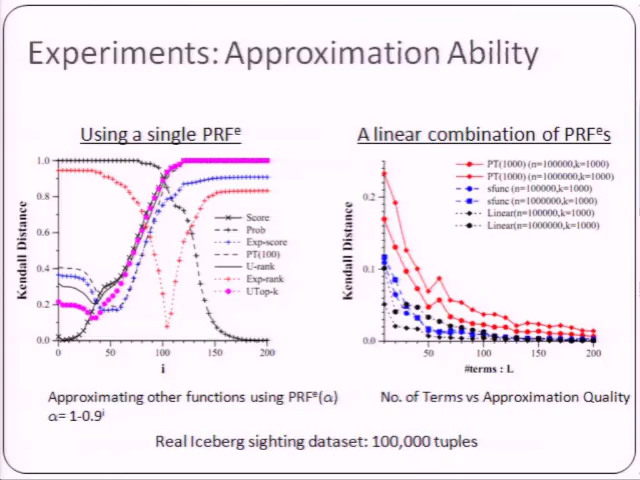 Experiments: Approximation Ability
Using a single PRFᵉ
A linear combination of PRFᵉs
1.0
0.8
0.6
0.4
0.2
0.0
Kendall Distance
0 50 100 150 200
i
Score
Prob
Exp-score
PT(100)
U-rank
Exp-rank
UTop-k
0.2
0.1
0.0
Kendall Distance
50 100 150 200
#terms : L
PT(1000) (n=100000,k=1000)
PT(1000) (n=1000000,k=1000)
sfunc (n=100000,k=1000)
sfunc (n=1000000,k=1000)
Linear(n=100000,k=1000)
Linear(n=1000000,k=1000)
Approximating other functions using PRFᵉ(α)
α= 1-0.9ⁱ
No. of Terms vs Approximation Quality
Real Iceberg sighting dataset: 100,000 tuples